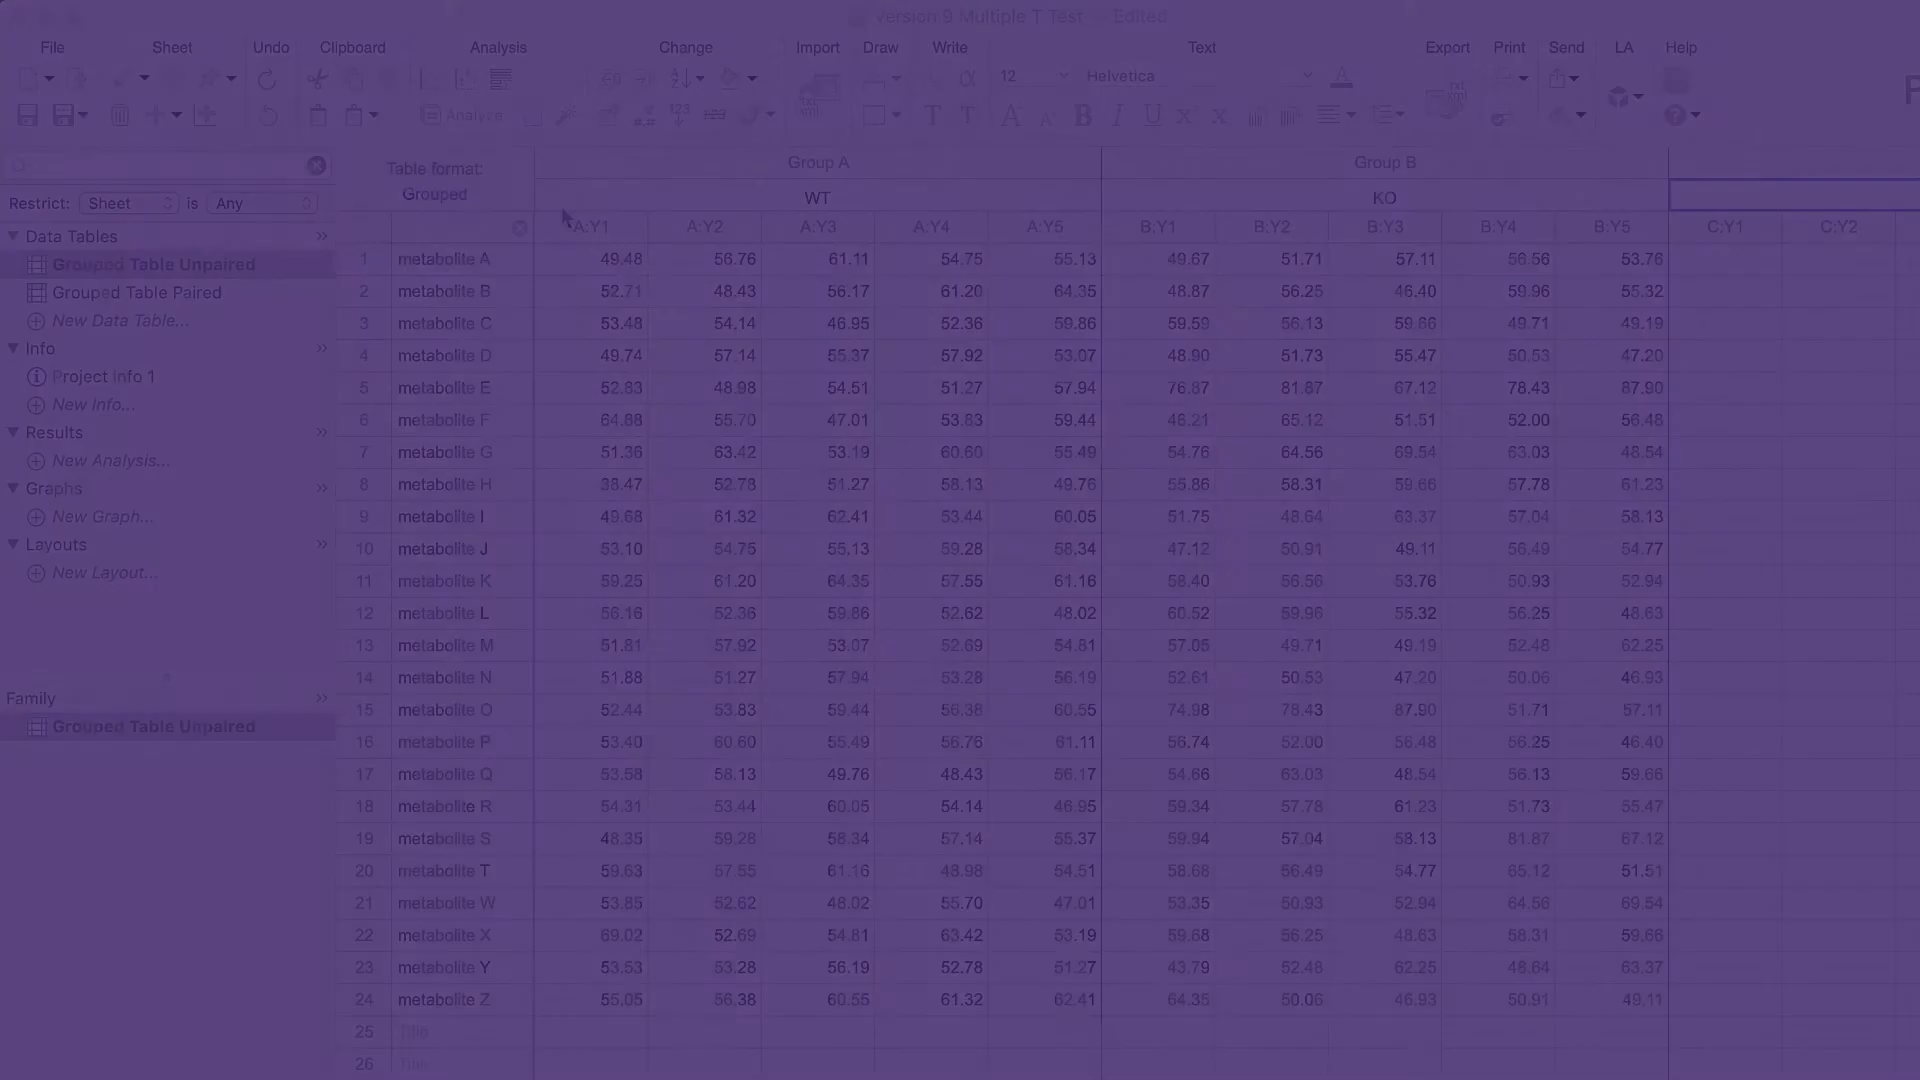 Version 9 Multiple T Test — Edited
File Sheet Undo Clipboard Analysis Change Import Draw Write Text Export Print Send LA Help
12 Helvetica
Analyze
Table format:
Grouped
Group A Group B
WT KO
Restrict: Sheet is Any
A:Y1 A:Y2 A:Y3 A:Y4 A:Y5 B:Y1 B:Y2 B:Y3 B:Y4 B:Y5 C:Y1 C:Y2
Data Tables
Grouped Table Unpaired
Grouped Table Paired
New Data Table...
Info
Project info 1
New Info...
Results
New Analysis...
Graphs
New Graph...
Layouts
New Layout...
Family
Grouped Table Unpaired
1 metabolite A 49.48 56.76 61.11 54.75 55.13 49.67 51.71 57.11 56.56 53.76
2 metabolite B 52.71 48.43 56.17 61.20 64.35 48.87 56.25 46.40 59.96 55.32
3 metabolite C 53.48 54.14 46.95 52.36 59.86 59.59 56.13 59.66 49.71 49.19
4 metabolite D 49.74 57.14 55.37 57.92 53.07 48.90 51.73 55.47 50.53 47.20
5 metabolite E 52.83 48.98 54.51 51.27 57.94 76.87 81.87 67.12 78.43 87.90
6 metabolite F 64.88 55.70 47.01 53.83 59.44 46.21 65.12 51.51 52.00 56.48
7 metabolite G 51.36 63.42 53.19 60.60 55.49 54.76 64.56 69.54 63.03 48.54
8 metabolite H 38.47 52.78 51.27 58.13 49.76 55.86 58.31 59.66 57.78 61.23
9 metabolite I 49.68 61.32 62.41 53.44 60.05 51.75 48.64 63.37 57.04 58.13
10 metabolite J 53.10 54.75 55.13 59.28 58.34 47.12 50.91 49.11 56.49 54.77
11 metabolite K 59.25 61.20 64.35 57.55 61.16 58.40 56.56 53.76 50.93 52.94
12 metabolite L 56.16 52.36 59.86 52.62 48.02 60.52 59.96 55.32 56.25 48.63
13 metabolite M 51.81 57.92 53.07 52.69 54.81 57.05 49.71 49.19 52.48 62.25
14 metabolite N 51.88 51.27 57.94 53.28 56.19 52.61 50.53 47.20 50.06 46.93
15 metabolite O 52.44 53.83 59.44 56.38 60.55 74.98 78.43 87.90 51.71 57.11
16 metabolite P 53.40 60.60 55.49 56.76 61.11 56.74 52.00 56.48 56.25 46.40
17 metabolite Q 53.58 58.13 49.76 48.43 56.17 54.66 63.03 48.54 56.13 59.66
18 metabolite R 54.31 53.44 60.05 54.14 46.95 59.34 57.78 61.23 51.73 55.47
19 metabolite S 48.35 59.28 58.34 57.14 55.37 59.94 57.04 58.13 81.87 67.12
20 metabolite T 59.63 57.55 61.16 48.98 54.51 58.68 56.49 54.77 65.12 51.51
21 metabolite W 53.85 52.62 48.02 55.70 47.01 53.35 50.93 52.94 64.56 69.54
22 metabolite X 69.02 52.69 54.81 63.42 53.19 59.68 56.25 48.63 58.31 59.66
23 metabolite Y 53.53 53.28 56.19 52.78 51.27 43.79 52.48 62.25 48.64 63.37
24 metabolite Z 55.05 56.38 60.55 61.32 62.41 64.35 50.06 46.93 50.91 49.11
25 Title
26 Title